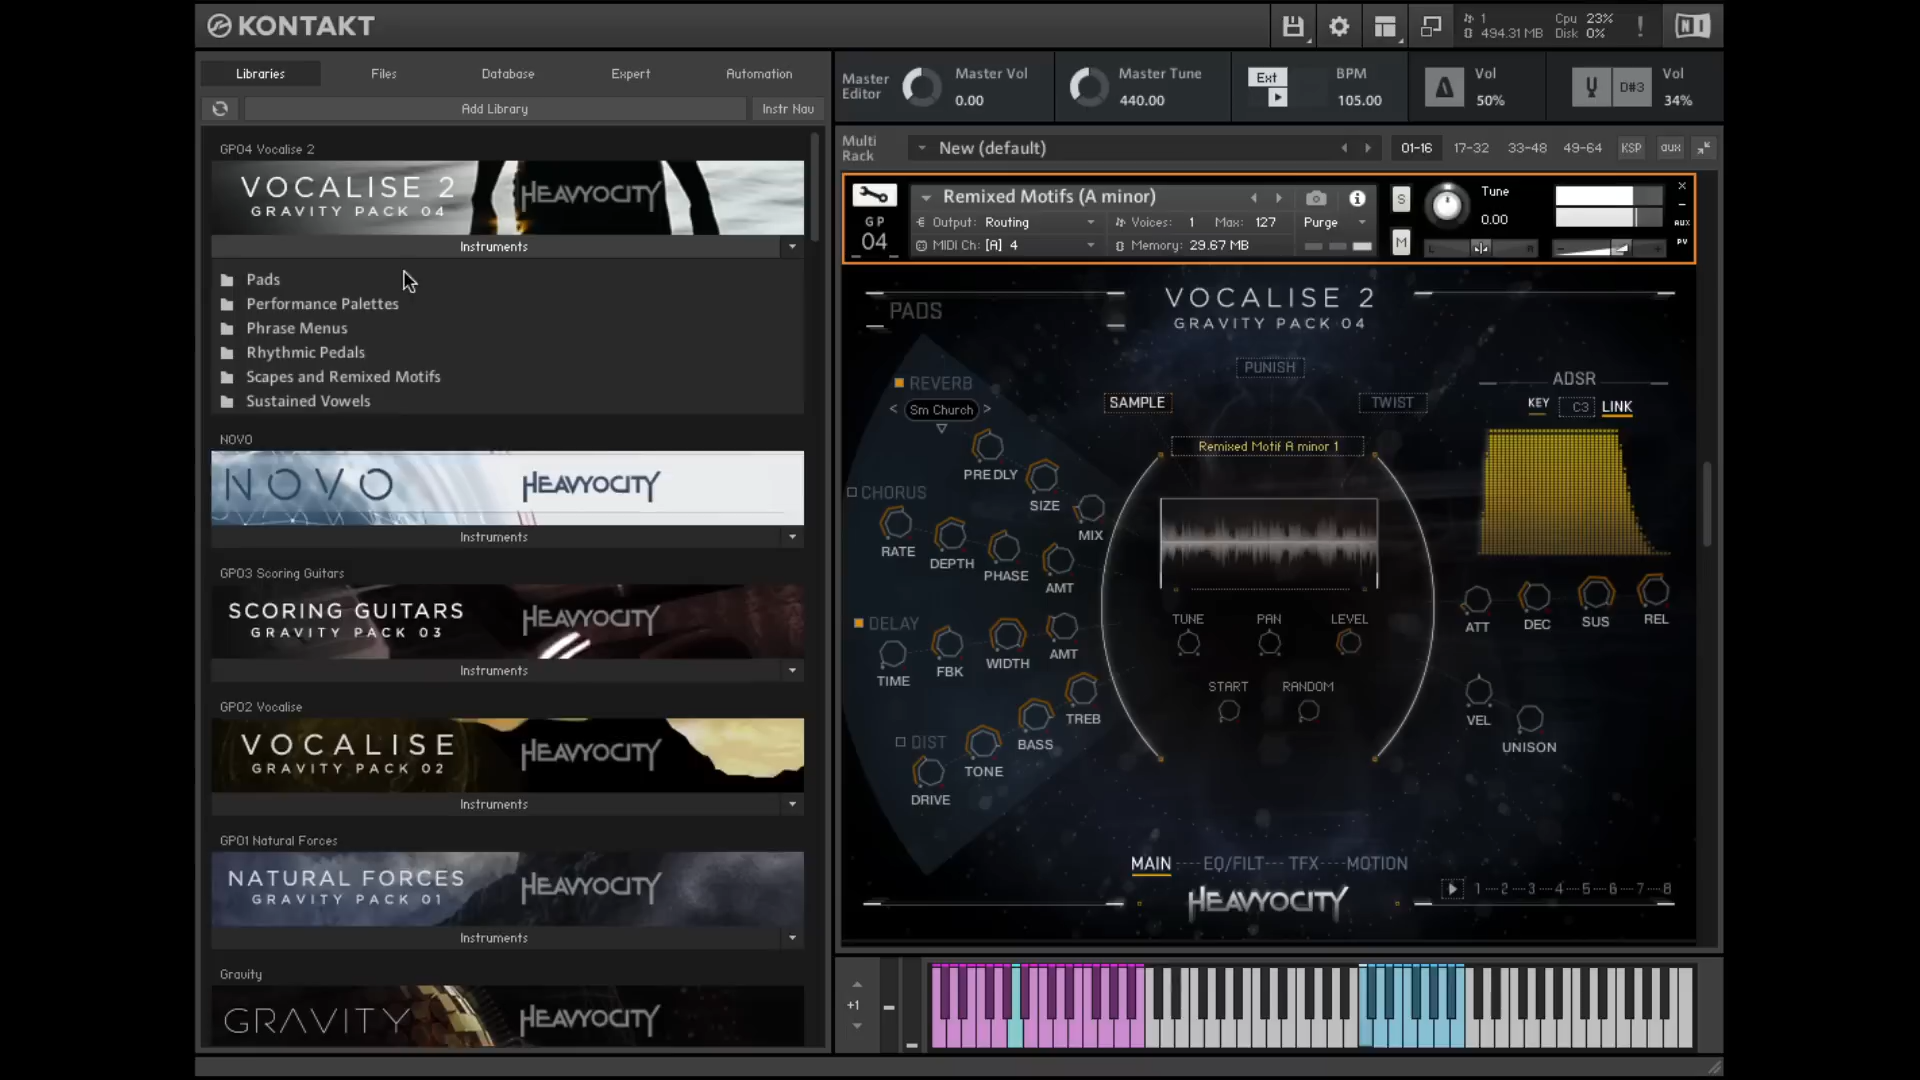 KONTAKT
1
494.31 MB
Cpu 23%
Disk 0%
!
NI
Libraries
Files
Database
Expert
Automation
Add Library
Instr Nav
Master Editor
Master Vol
0.00
Master Tune
440.00
Ext
BPM
105.00
Vol
50%
D#3
Vol
34%
Multi Rack
New (default)
01-16
17-32
33-48
49-64
KSP
aux
GP04 Vocalise 2
VOCALISE 2
GRAVITY PACK 04
HEAVYOCITY
Instruments
Pads
Performance Palettes
Phrase Menus
Rhythmic Pedals
Scapes and Remixed Motifs
Sustained Vowels
NOVO
NOVO
HEAVYOCITY
Instruments
GP03 Scoring Guitars
SCORING GUITARS
GRAVITY PACK 03
HEAVYOCITY
Instruments
GP02 Vocalise
VOCALISE
GRAVITY PACK 02
HEAVYOCITY
Instruments
GP01 Natural Forces
NATURAL FORCES
GRAVITY PACK 01
HEAVYOCITY
Instruments
Gravity
GRAVITY
HEAVYOCITY
GP
04
Remixed Motifs (A minor)
Output: Routing
Voices: 1 Max: 127
Purge
MIDI Ch: [A] 4
Memory: 29.67 MB
S
M
Tune
0.00
L
R
AUX
PV
PADS
VOCALISE 2
GRAVITY PACK 04
PUNISH
SAMPLE
TWIST
REVERB
< Sm Church >
PREDLY
SIZE
MIX
CHORUS
RATE
DEPTH
PHASE
AMT
DELAY
TIME
FBK
WIDTH
AMT
DIST
DRIVE
TONE
BASS
TREB
Remixed Motif A minor 1
TUNE
PAN
LEVEL
START
RANDOM
ADSR
KEY
C3
LINK
ATT
DEC
SUS
REL
VEL
UNISON
MAIN
EQ/FILT
TFX
MOTION
HEAVYOCITY
1 2 3 4 5 6 7 8
+1